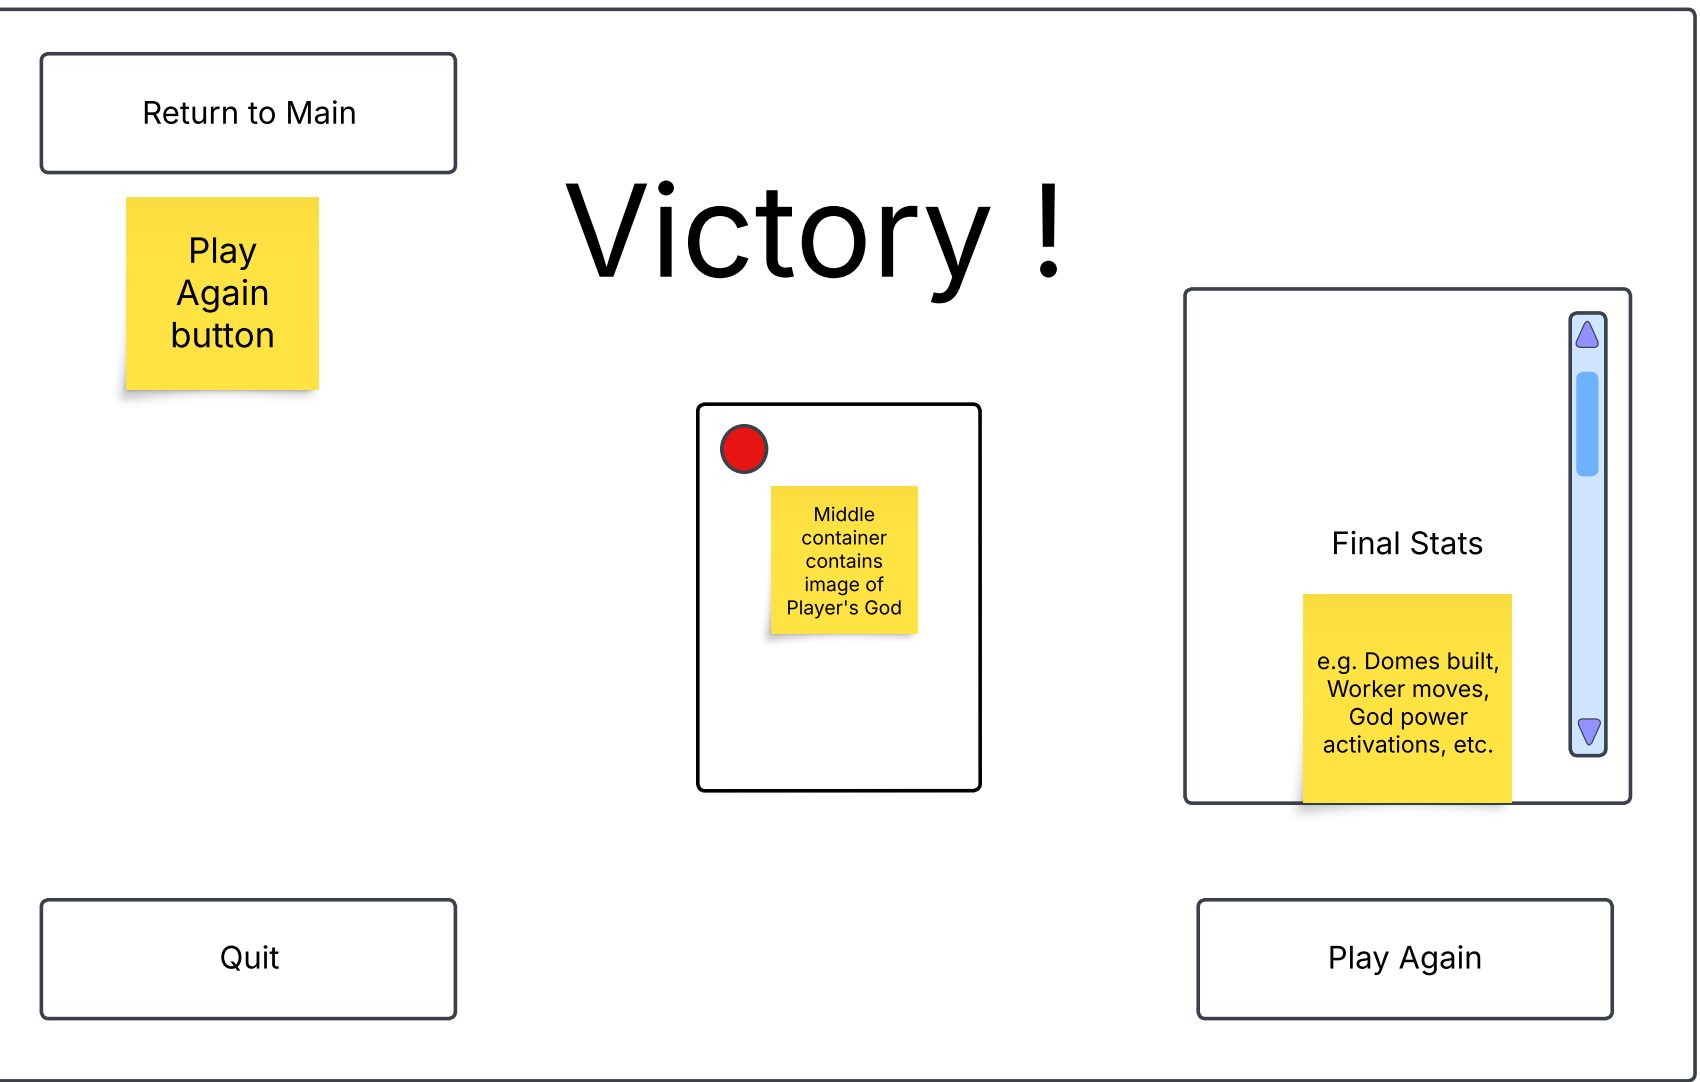 Return to Main
Play
Again
button
Victory !
Middle
container
contains
image of
Player's God
Final Stats
e.g. Domes built,
Worker moves,
God power
activations, etc.
Quit
Play Again